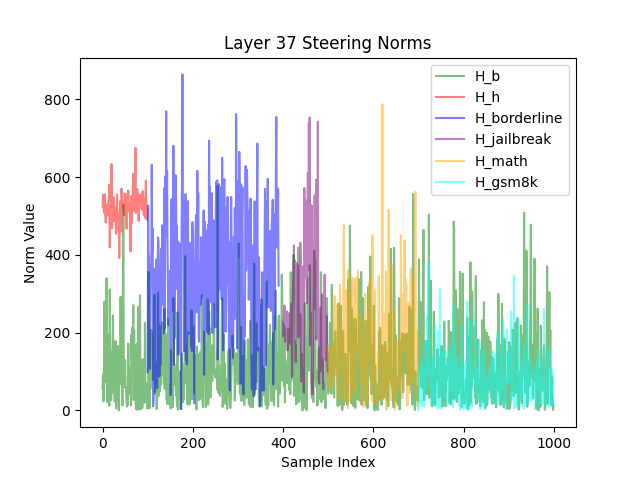 Layer 37 Steering Norms
H_b
H_h
H_borderline
H_jailbreak
H_math
H_gsm8k
Norm Value
800
600
400
200
0
0
200
400
600
800
1000
Sample Index